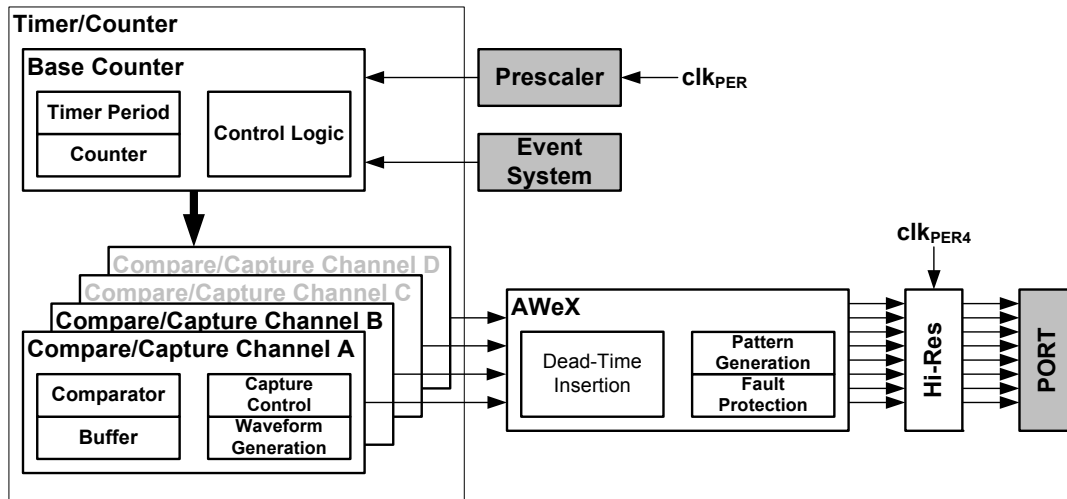 Timer/Counter
Base Counter
Timer Period
Counter
Control Logic
Prescaler
clkPER
Event
System
Compare/Capture Channel D
Compare/Capture Channel C
Compare/Capture Channel B
Compare/Capture Channel A
Comparator
Buffer
Capture
Control
Waveform
Generation
AWeX
Dead-Time
Insertion
Pattern
Generation
Fault
Protection
clkPER4
Hi-Res
PORT